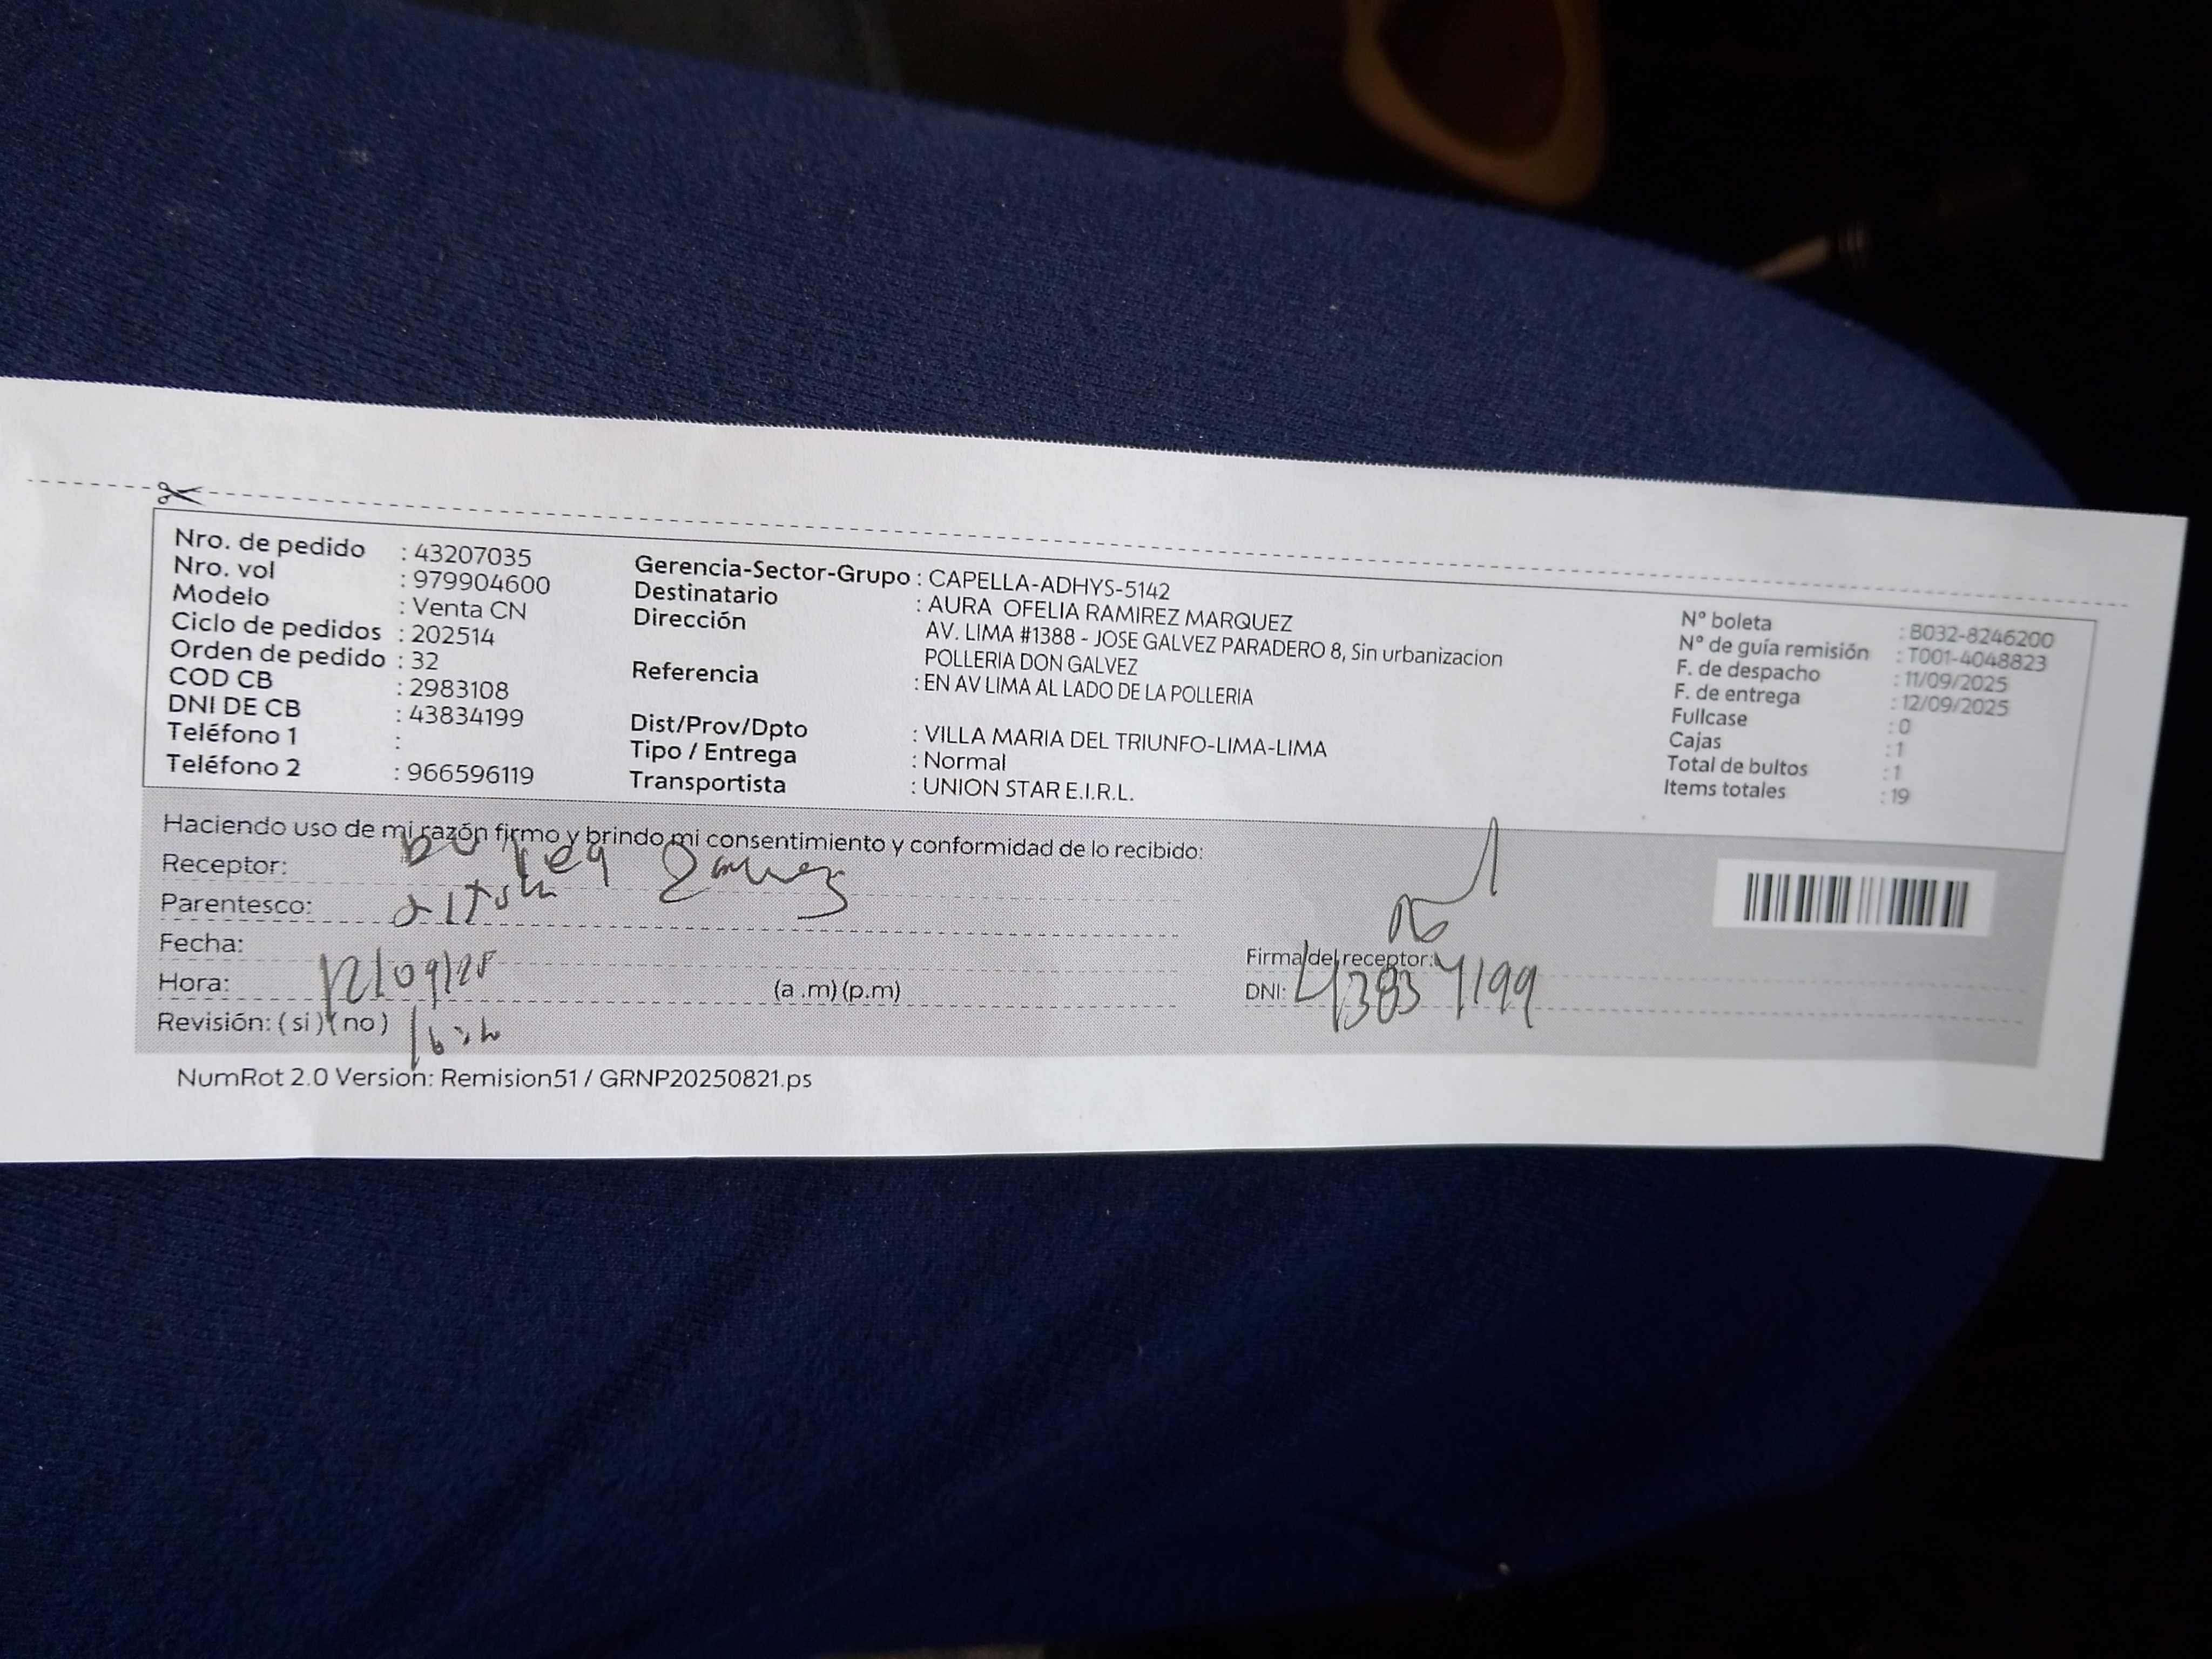 Nro. de pedido : 43207035
Nro. vol : 979904600
Modelo : Venta CN
Ciclo de pedidos : 202514
Orden de pedido : 32
COD CB : 2983108
DNI DE CB : 43834199
Teléfono 1 :
Teléfono 2 : 966596119
Gerencia-Sector-Grupo : CAPELLA-ADHYS-5142
Destinatario : AURA OFELIA RAMIREZ MARQUEZ
Dirección AV. LIMA #1388 - JOSE GALVEZ PARADERO 8, Sin urbanizacion
POLLERIA DON GALVEZ
Referencia : EN AV LIMA AL LADO DE LA POLLERIA
Dist/Prov/Dpto : VILLA MARIA DEL TRIUNFO-LIMA-LIMA
Tipo / Entrega : Normal
Transportista : UNION STAR E.I.R.L.
N° boleta : B032-8246200
N° de guía remisión : T001-4048823
F. de despacho : 11/09/2025
F. de entrega : 12/09/2025
Fullcase : 0
Cajas : 1
Total de bultos : 1
Items totales : 19
Haciendo uso de mi razón firmo y brindo mi consentimiento y conformidad de lo recibido:
Receptor:
Parentesco:
Fecha: 12/09/25
Hora: (a .m) (p.m)
Revisión: ( si ) ( no )
Firma del receptor:
DNI: 43834199
NumRot 2.0 Version: Remision51 / GRNP20250821.ps